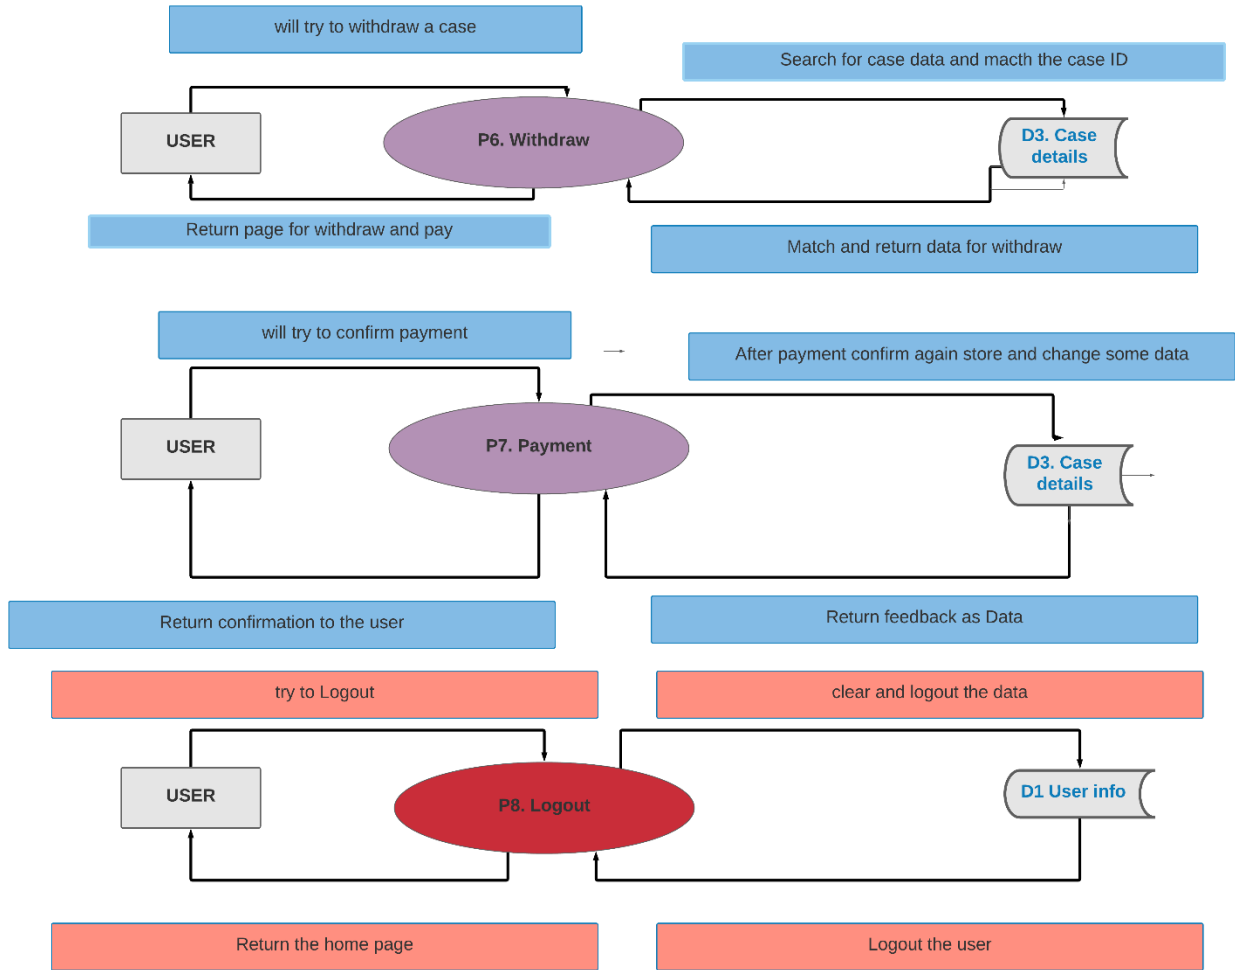 will try to withdraw a case
Search for case data and macth the case ID
USER
P6. Withdraw
D3. Case
details
Return page for withdraw and pay
Match and return data for withdraw
will try to confirm payment
After payment confirm again store and change some data
USER
P7. Payment
D3. Case
details
Return confirmation to the user
Return feedback as Data
try to Logout
clear and logout the data
USER
P8. Logout
D1 User info
Return the home page
Logout the user